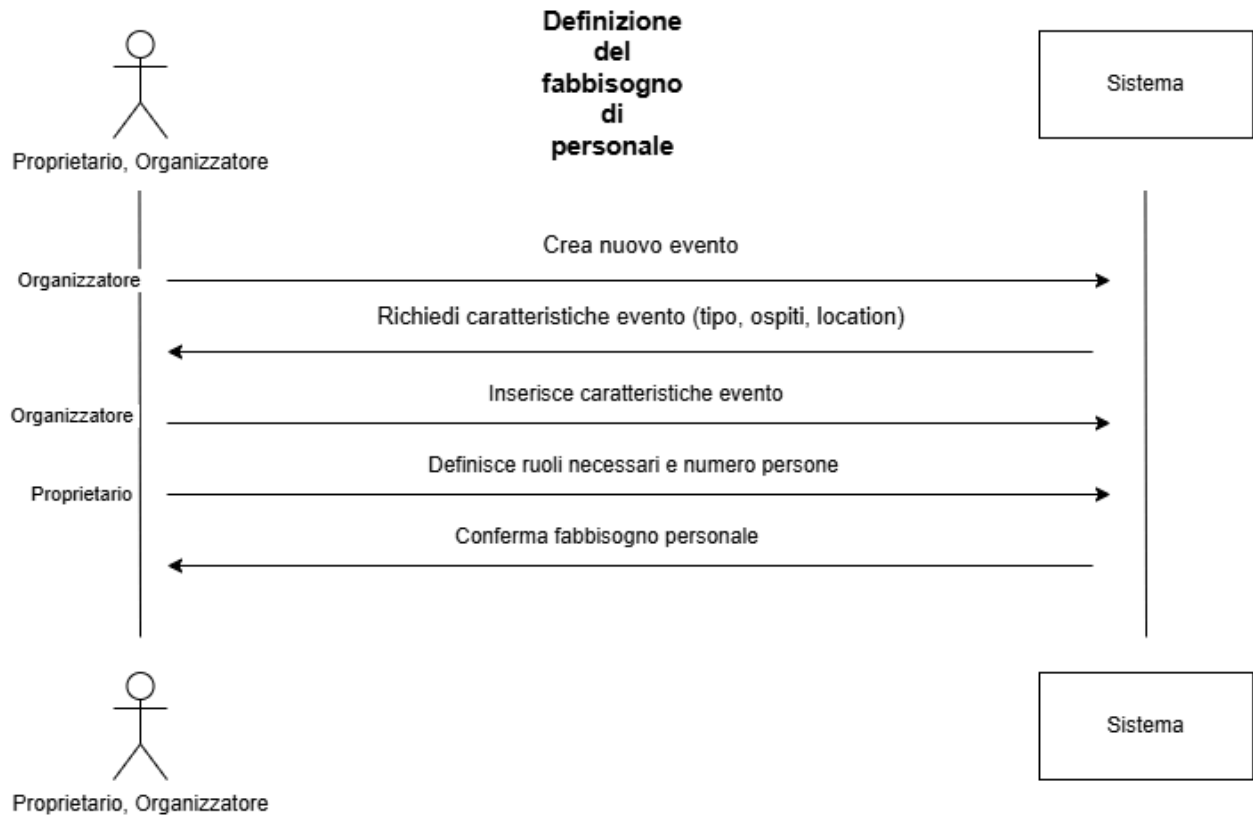 Definizione
del
fabbisogno
di
personale
Sistema
Proprietario, Organizzatore
Crea nuovo evento
Organizzatore
Richiedi caratteristiche evento (tipo, ospiti, location)
Inserisce caratteristiche evento
Organizzatore
Definisce ruoli necessari e numero persone
Proprietario
Conferma fabbisogno personale
Sistema
Proprietario, Organizzatore